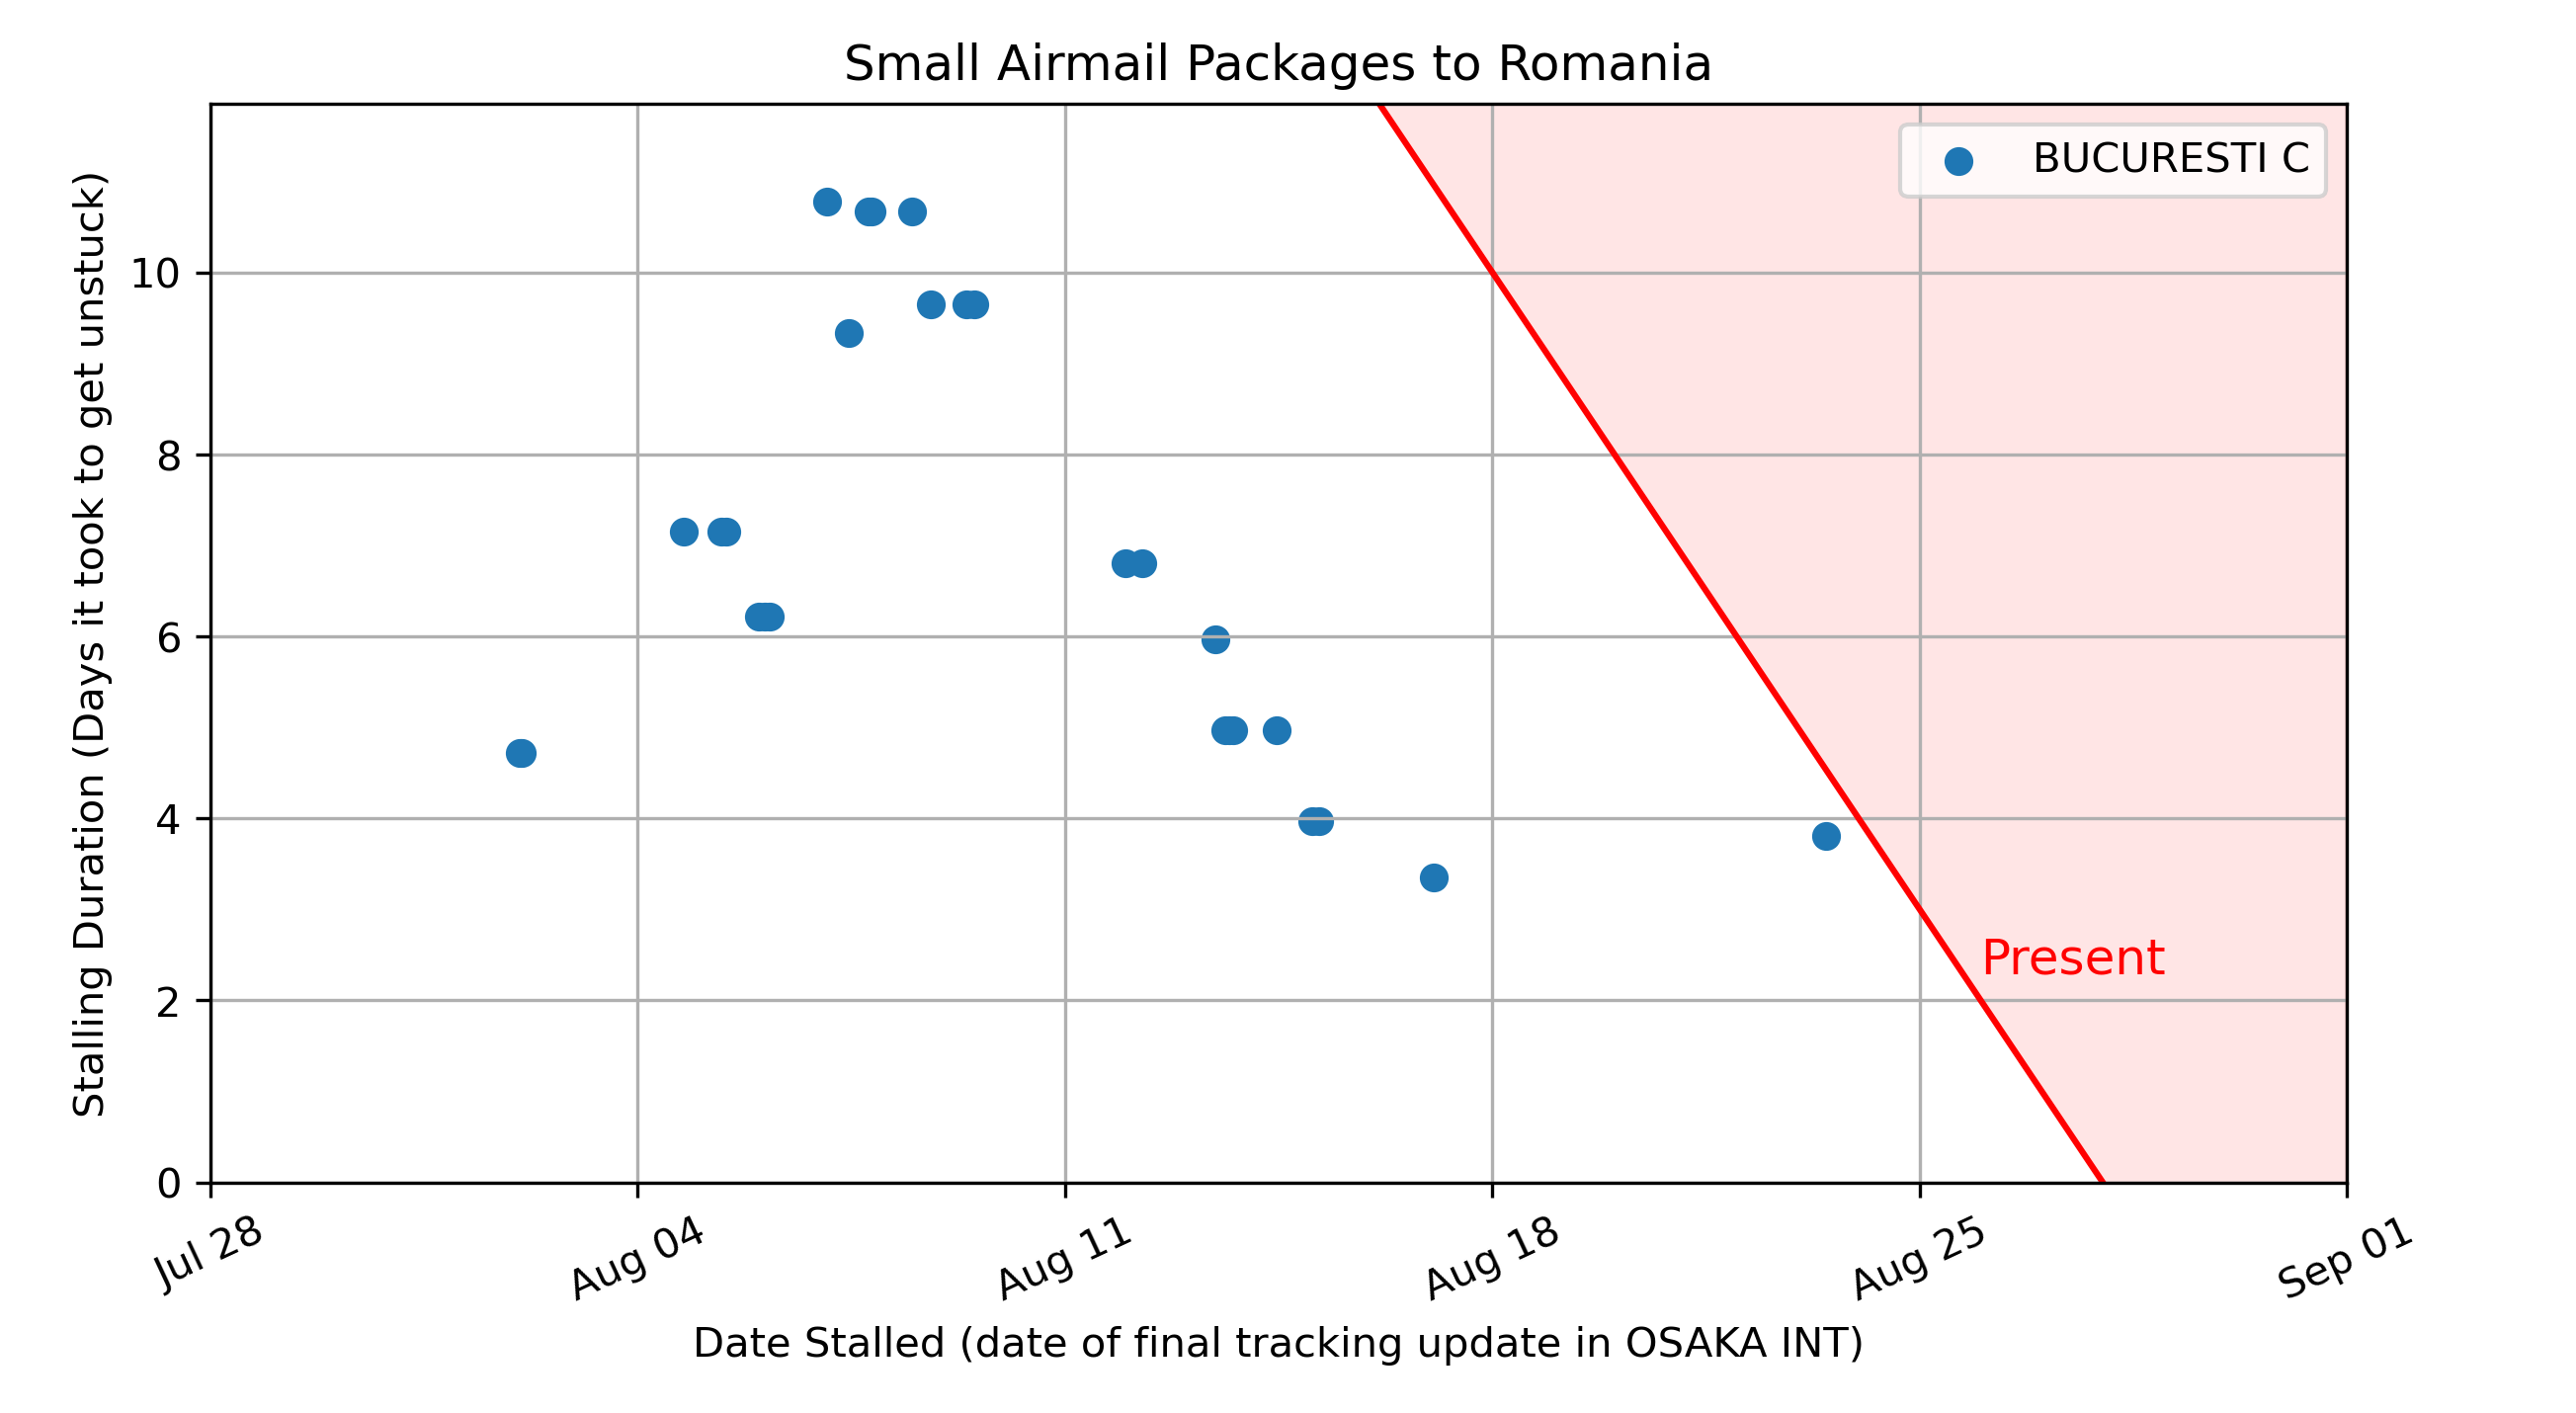 Small Airmail Packages to Romania
BUCURESTI C
Stalling Duration (Days it took to get unstuck)
10
8
6
4
2
0
Present
Jul 28
Aug 04
Aug 11
Aug 18
Aug 25
Sep 01
Date Stalled (date of final tracking update in OSAKA INT)